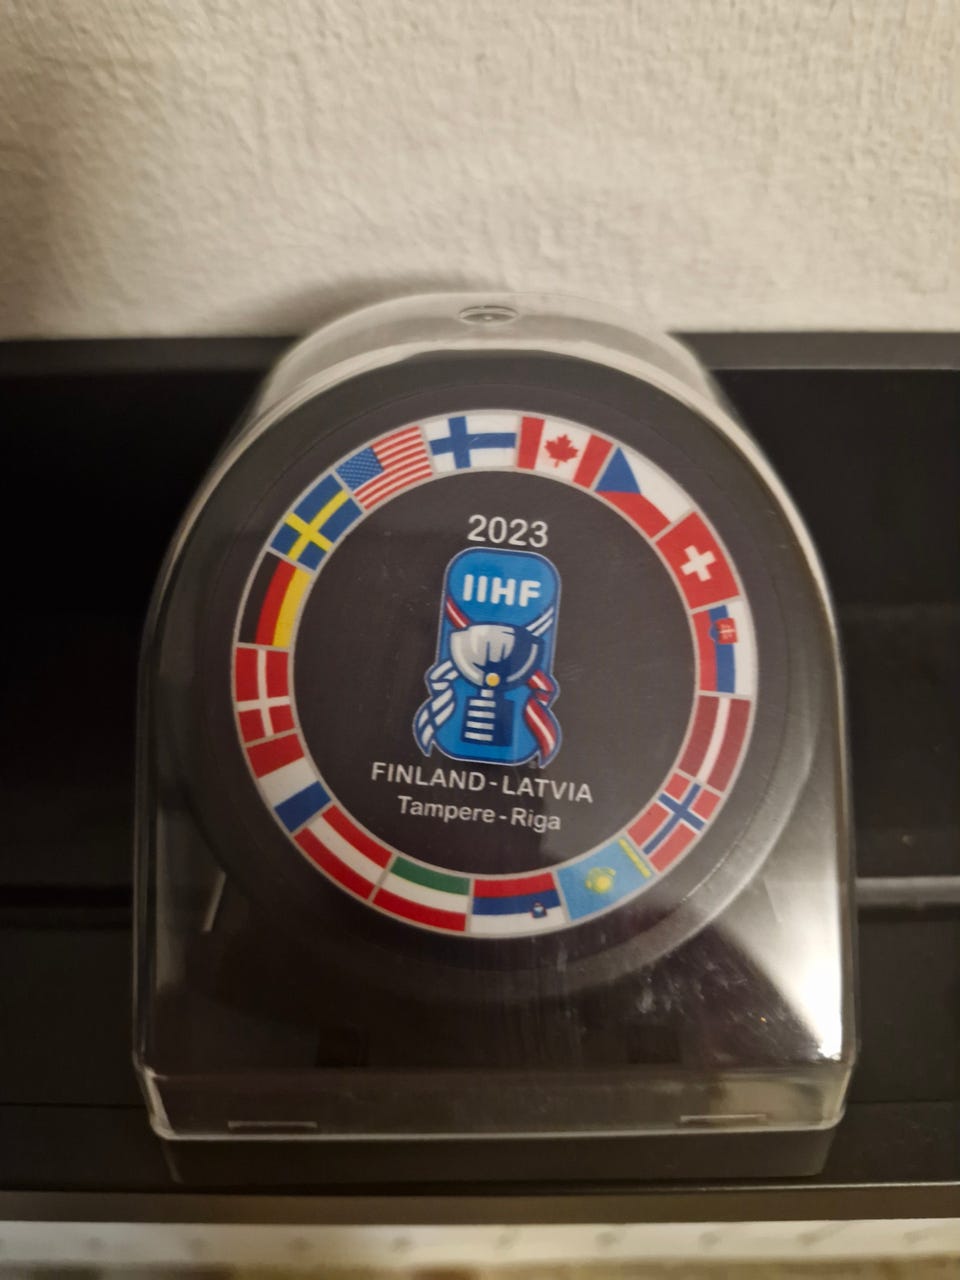 2023
IIHF
FINLAND-LATVIA
Tampere-Riga